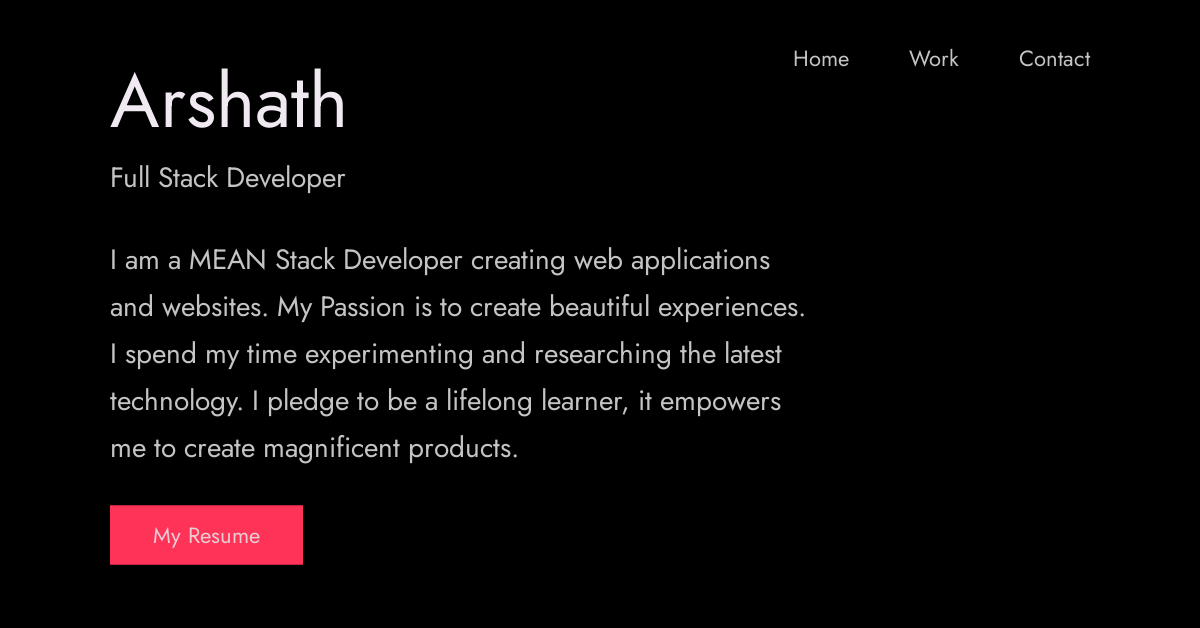 Home Work Contact
Arshath
Full Stack Developer
I am a MEAN Stack Developer creating web applications
and websites. My Passion is to create beautiful experiences.
I spend my time experimenting and researching the latest
technology. I pledge to be a lifelong learner, it empowers
me to create magnificent products.
My Resume